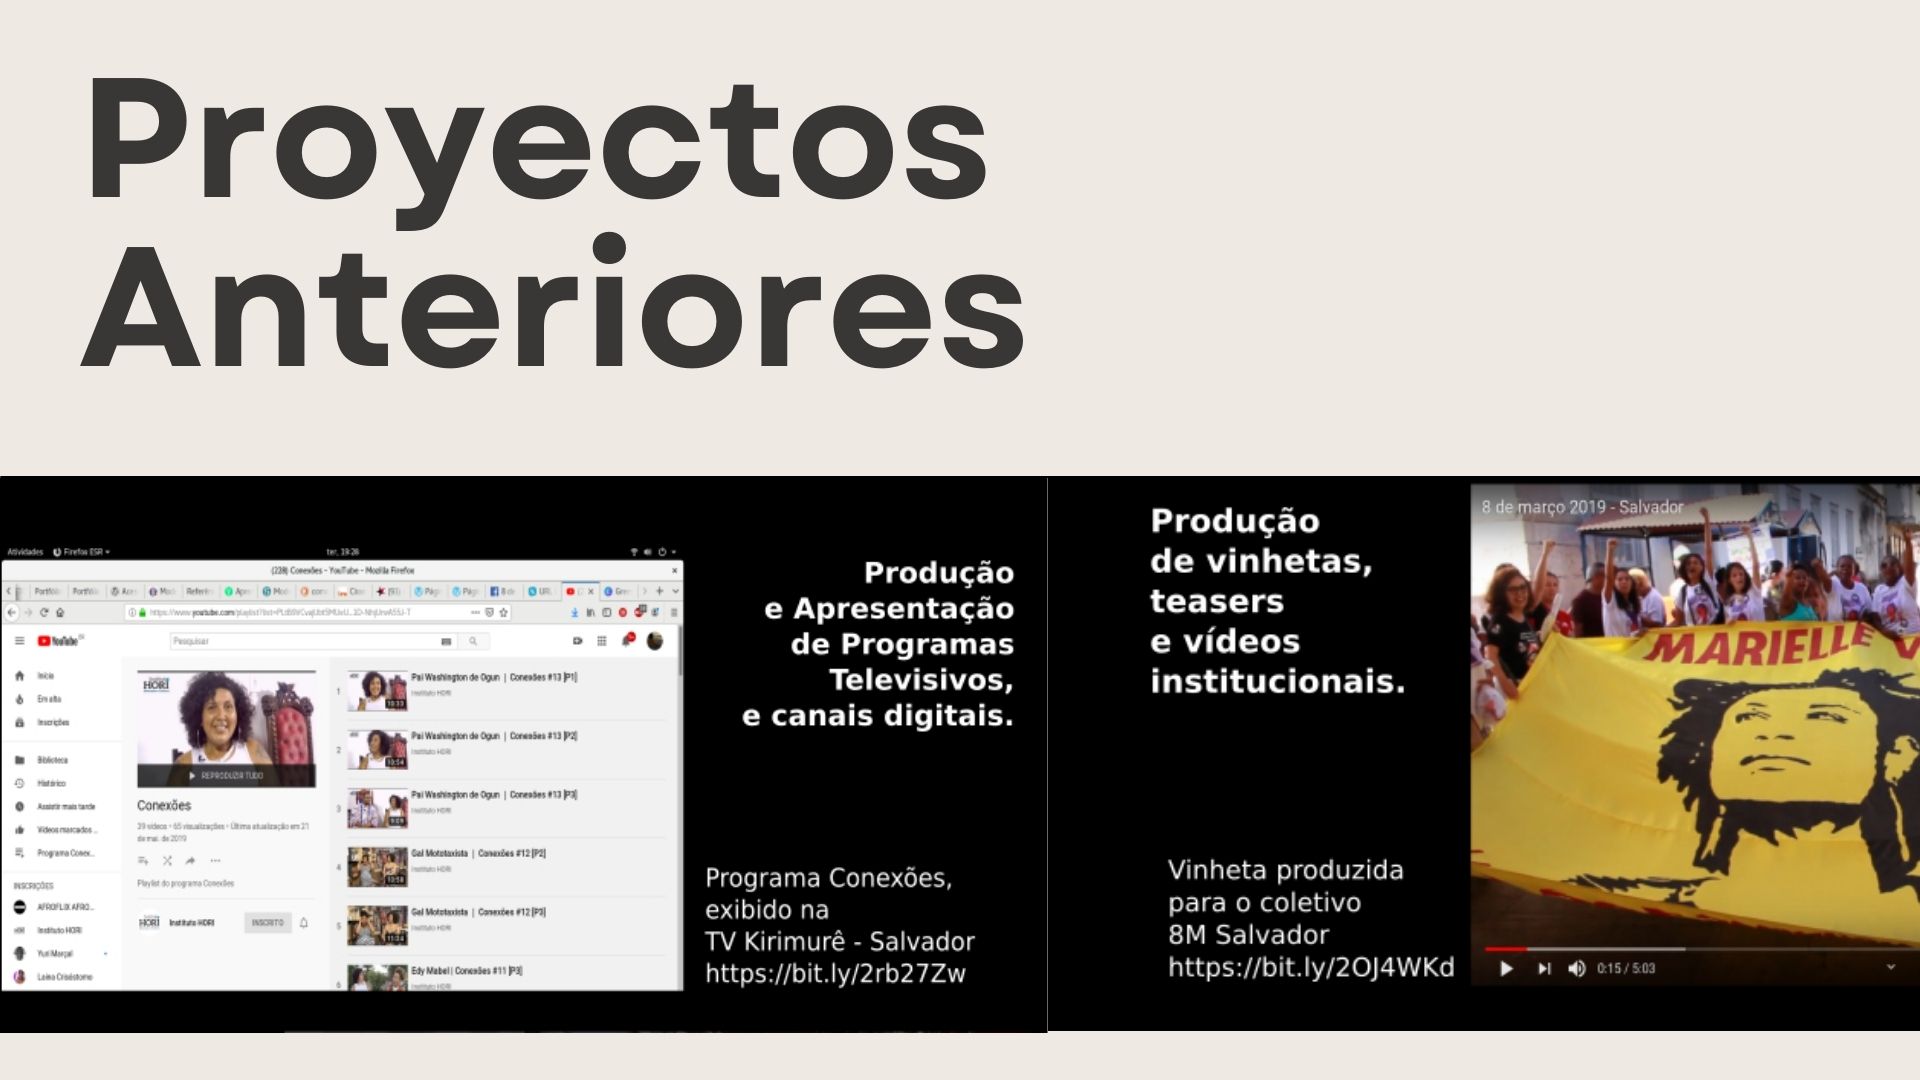 Proyectos
Anteriores
Atividades Firefox ESR
ter, 19:28
(228) Conexões - YouTube - Mozilla Firefox
YouTube
Pesquisar
Início
Em alta
Inscrições
Biblioteca
Histórico
Assistir mais tarde
Vídeos marcados ...
Programa Conex...
INSCRIÇÕES
AFROFLIX AFRO...
Instituto HORI
Yuri Marçal
HORI
REPRODUZIR TUDO
Conexões
39 vídeos • 65 visualizações • Última atualização em 21
de mai. de 2019
Playlist do programa Conexões
HORI Instituto HORI INSCRITO
1 Pai Washington de Ogun | Conexões #13 [P1]
Instituto HORI
10:33
2 Pai Washington de Ogun | Conexões #13 [P2]
Instituto HORI
10:54
3 Pai Washington de Ogun | Conexões #13 [P3]
Instituto HORI
9:09
4 Gal Mototaxista | Conexões #12 [P2]
Instituto HORI
10:58
5 Gal Mototaxista | Conexões #12 [P3]
Instituto HORI
11:24
6 Edy Mabel | Conexões #11 [P3]
Produção
e Apresentação
de Programas
Televisivos,
e canais digitais.
Programa Conexões,
exibido na
TV Kirimurê - Salvador
https://bit.ly/2rb27Zw
Produção
de vinhetas,
teasers
e vídeos
institucionais.
Vinheta produzida
para o coletivo
8M Salvador
https://bit.ly/2OJ4WKd
8 de março 2019 - Salvador
MARIELLE V
0:15 / 5:03